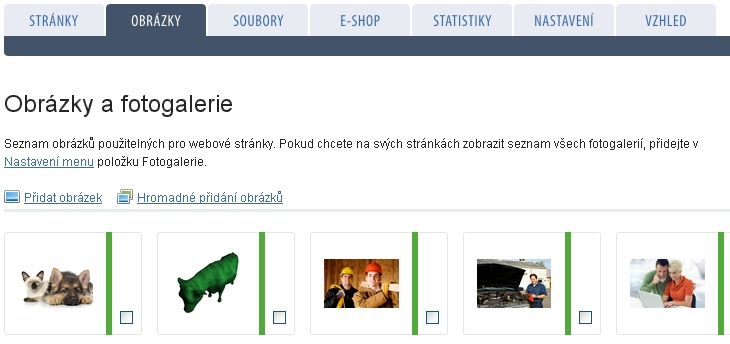 STRÁNKY OBRÁZKY SOUBORY E-SHOP STATISTIKY NASTAVENÍ VZHLED
Obrázky a fotogalerie
Seznam obrázků použitelných pro webové stránky. Pokud chcete na svých stránkách zobrazit seznam všech fotogalerií, přidejte v
Nastavení menu položku Fotogalerie.
Přidat obrázek Hromadné přidání obrázků